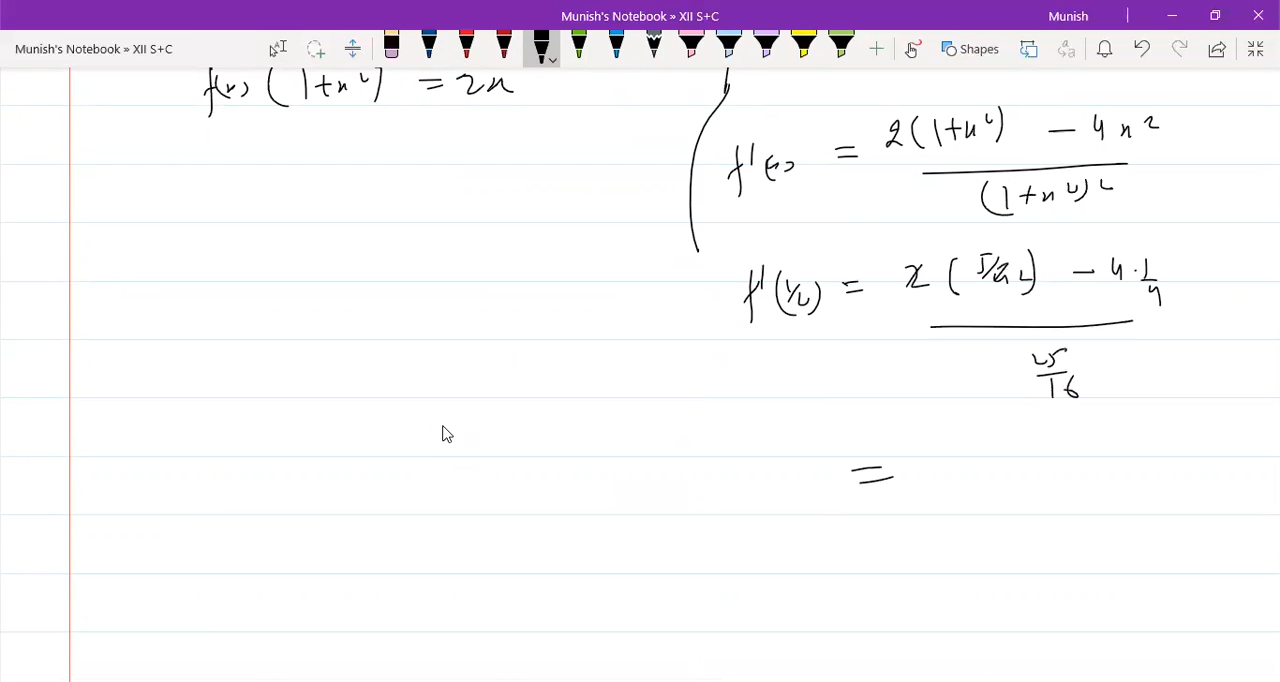 Munish's Notebook » XII S+C
Munish
Munish's Notebook » XII S+C
Shapes
f(x) (1+x²) = 2x
f'(x) = 2(1+x²) - 4x² / (1+x²)²
f'(1/2) = 2 (5/4 2) - 4·1/4 / 25/16
=